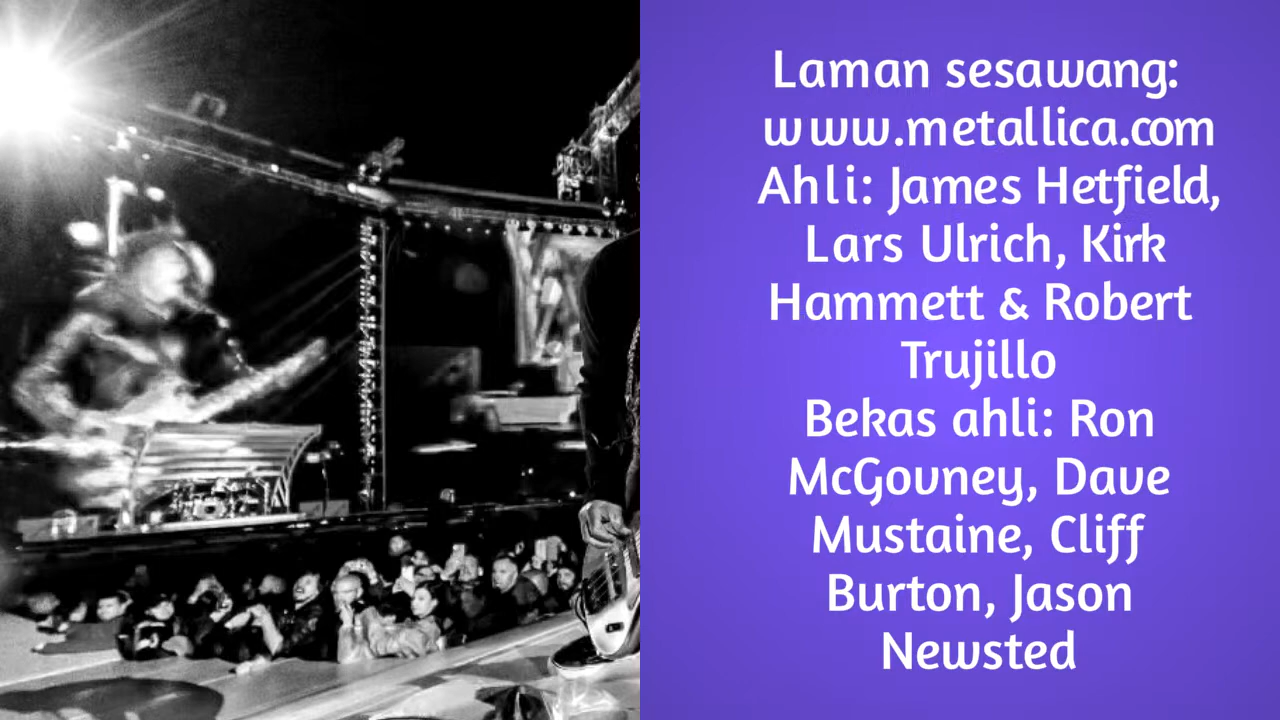 Laman sesawang:
www.metallica.com
Ahli: James Hetfield,
Lars Ulrich, Kirk
Hammett & Robert
Trujillo
Bekas ahli: Ron
McGovney, Dave
Mustaine, Cliff
Burton, Jason
Newsted